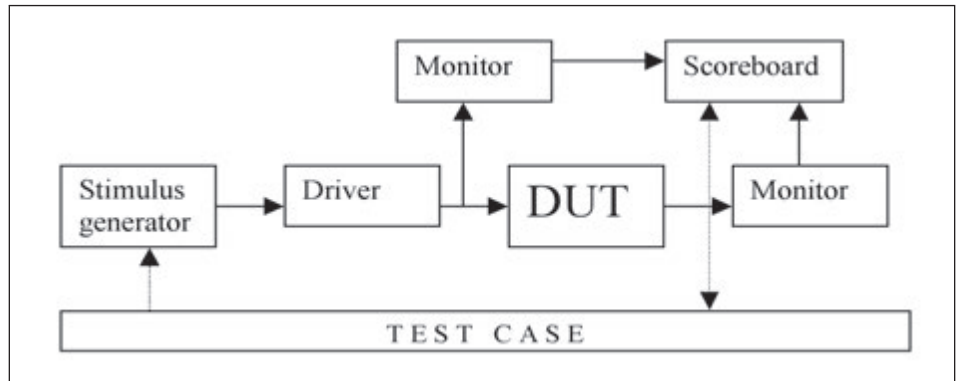 Monitor
Scoreboard
Stimulus
generator
Driver
DUT
Monitor
TEST CASE